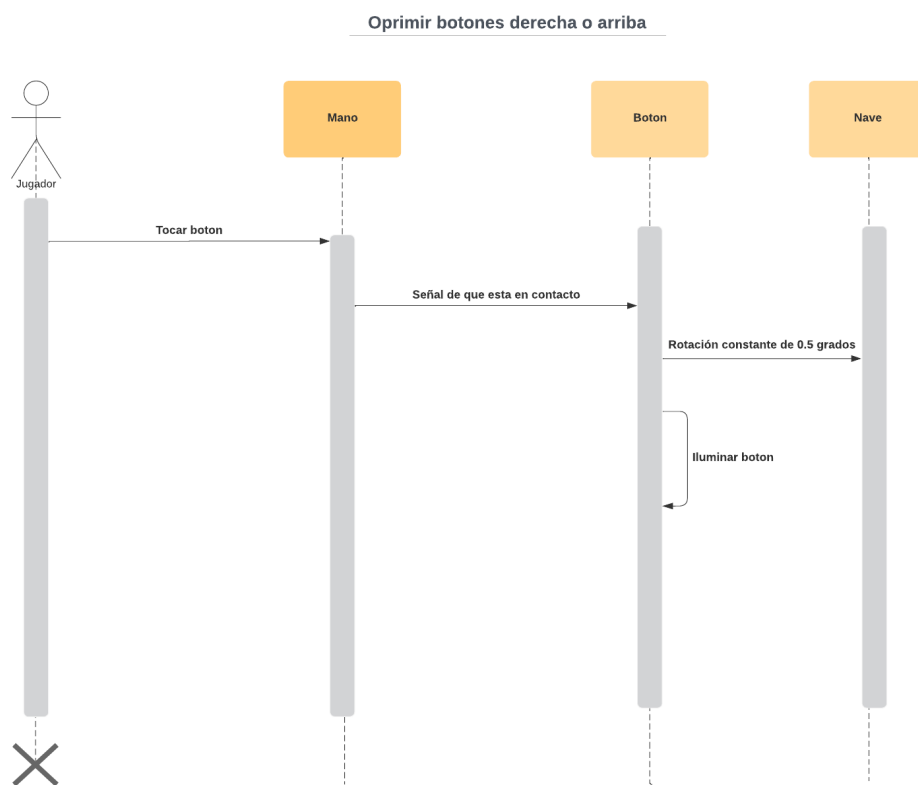 Oprimir botones derecha o arriba
Mano
Boton
Nave
Jugador
Tocar boton
Señal de que esta en contacto
Rotación constante de 0.5 grados
Iluminar boton